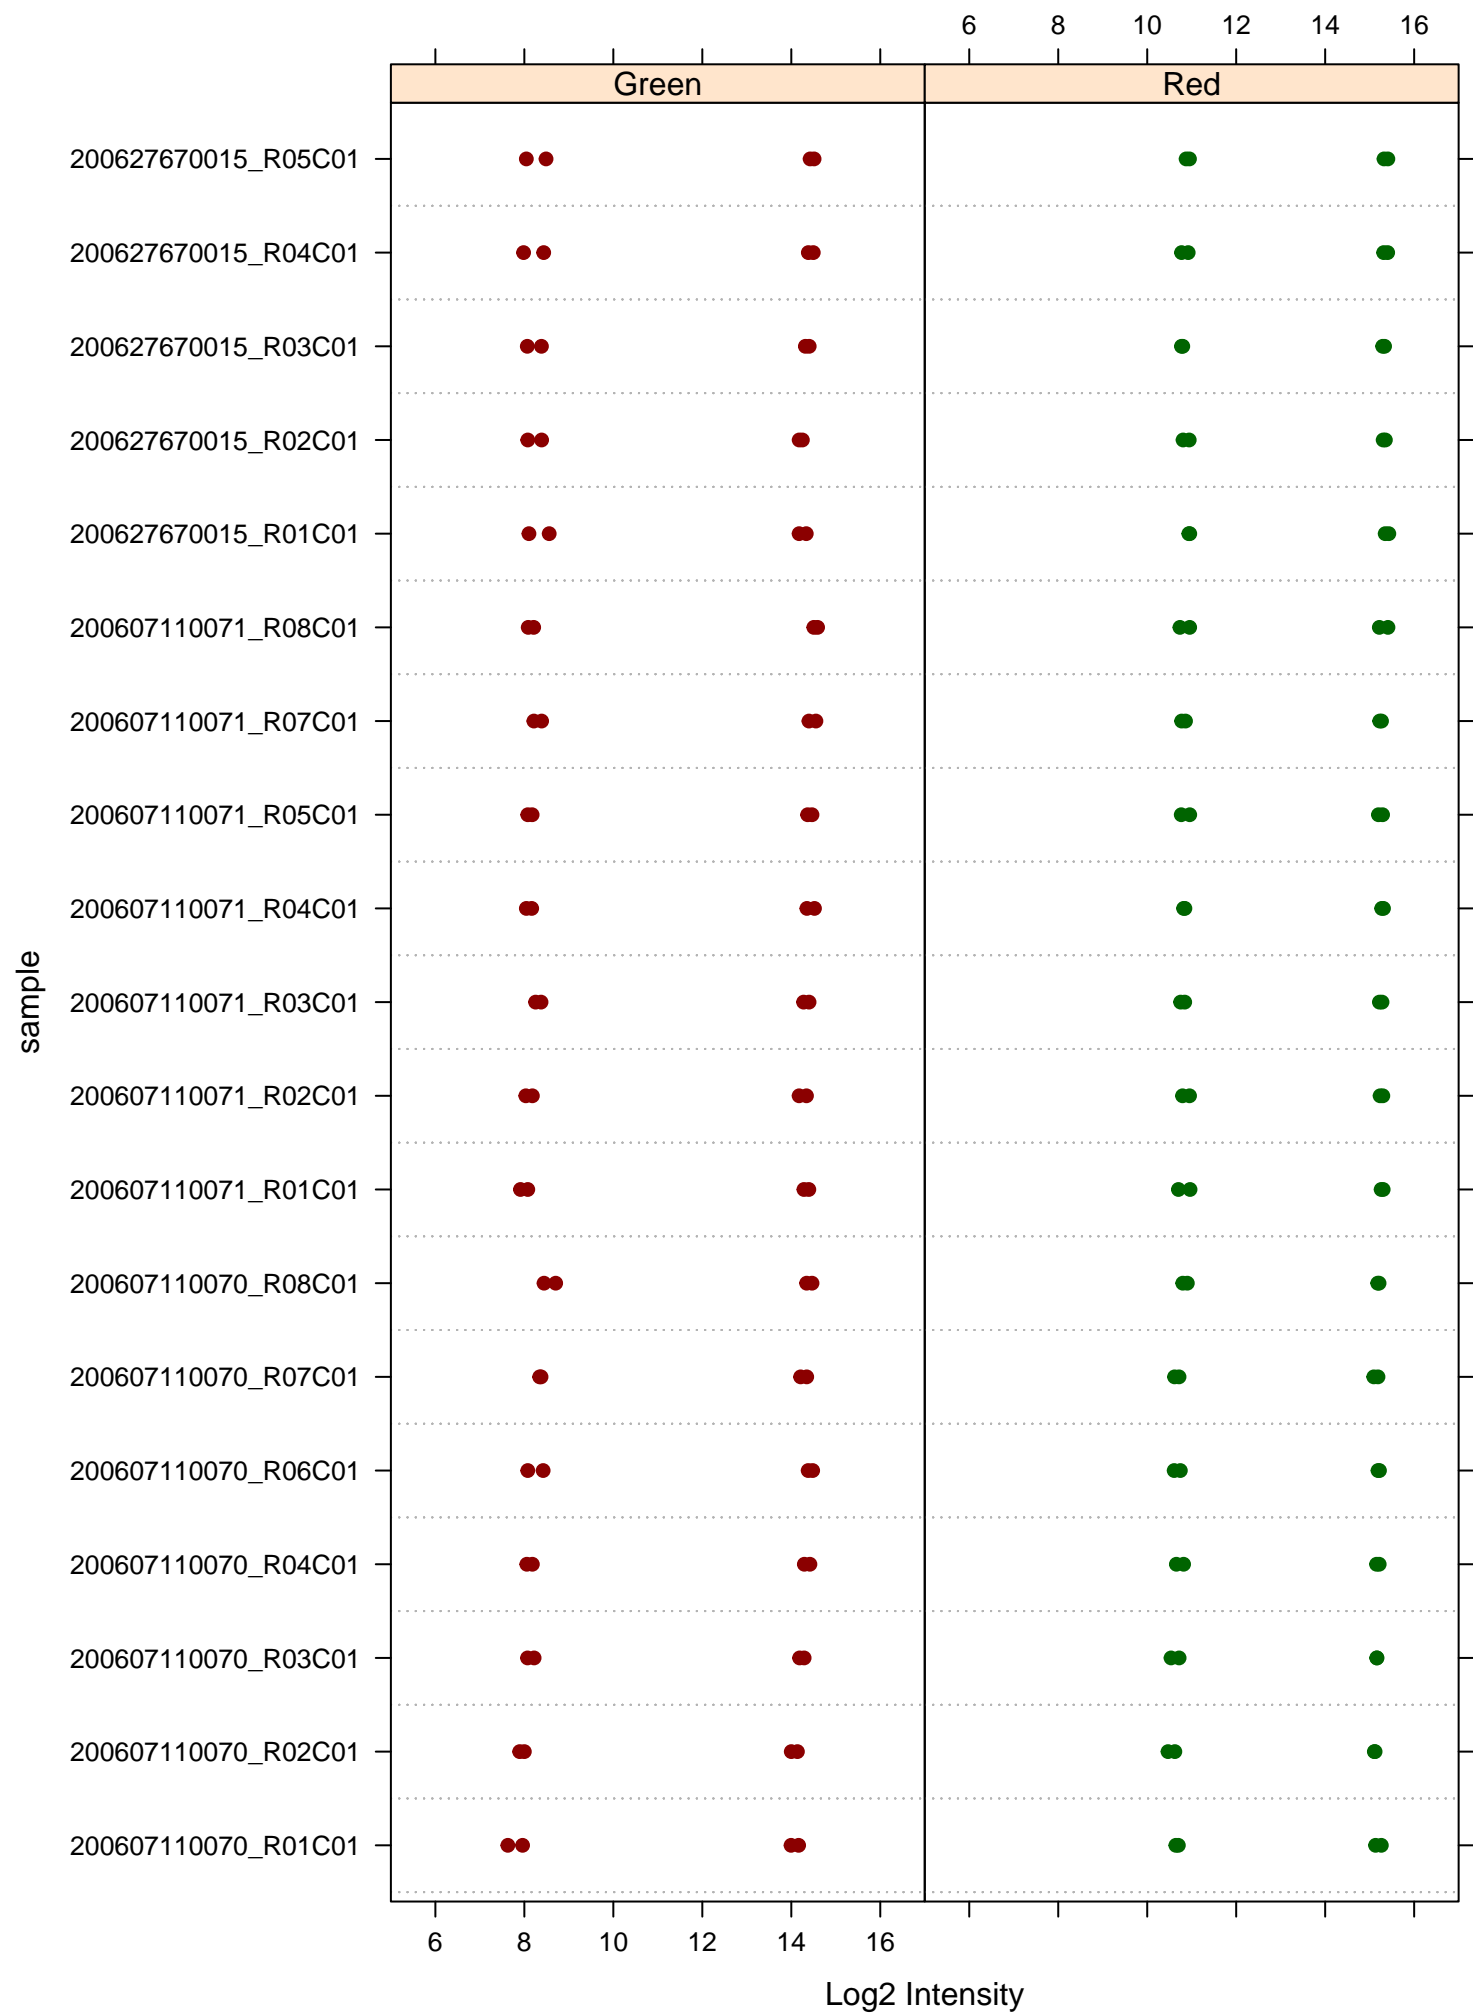 6 8 10 12 14 16
Green Red
200627670015_R05C01
200627670015_R04C01
200627670015_R03C01
200627670015_R02C01
200627670015_R01C01
200607110071_R08C01
200607110071_R07C01
200607110071_R05C01
200607110071_R04C01
200607110071_R03C01
200607110071_R02C01
200607110071_R01C01
200607110070_R08C01
200607110070_R07C01
200607110070_R06C01
200607110070_R04C01
200607110070_R03C01
200607110070_R02C01
200607110070_R01C01
sample
6 8 10 12 14 16
Log2 Intensity